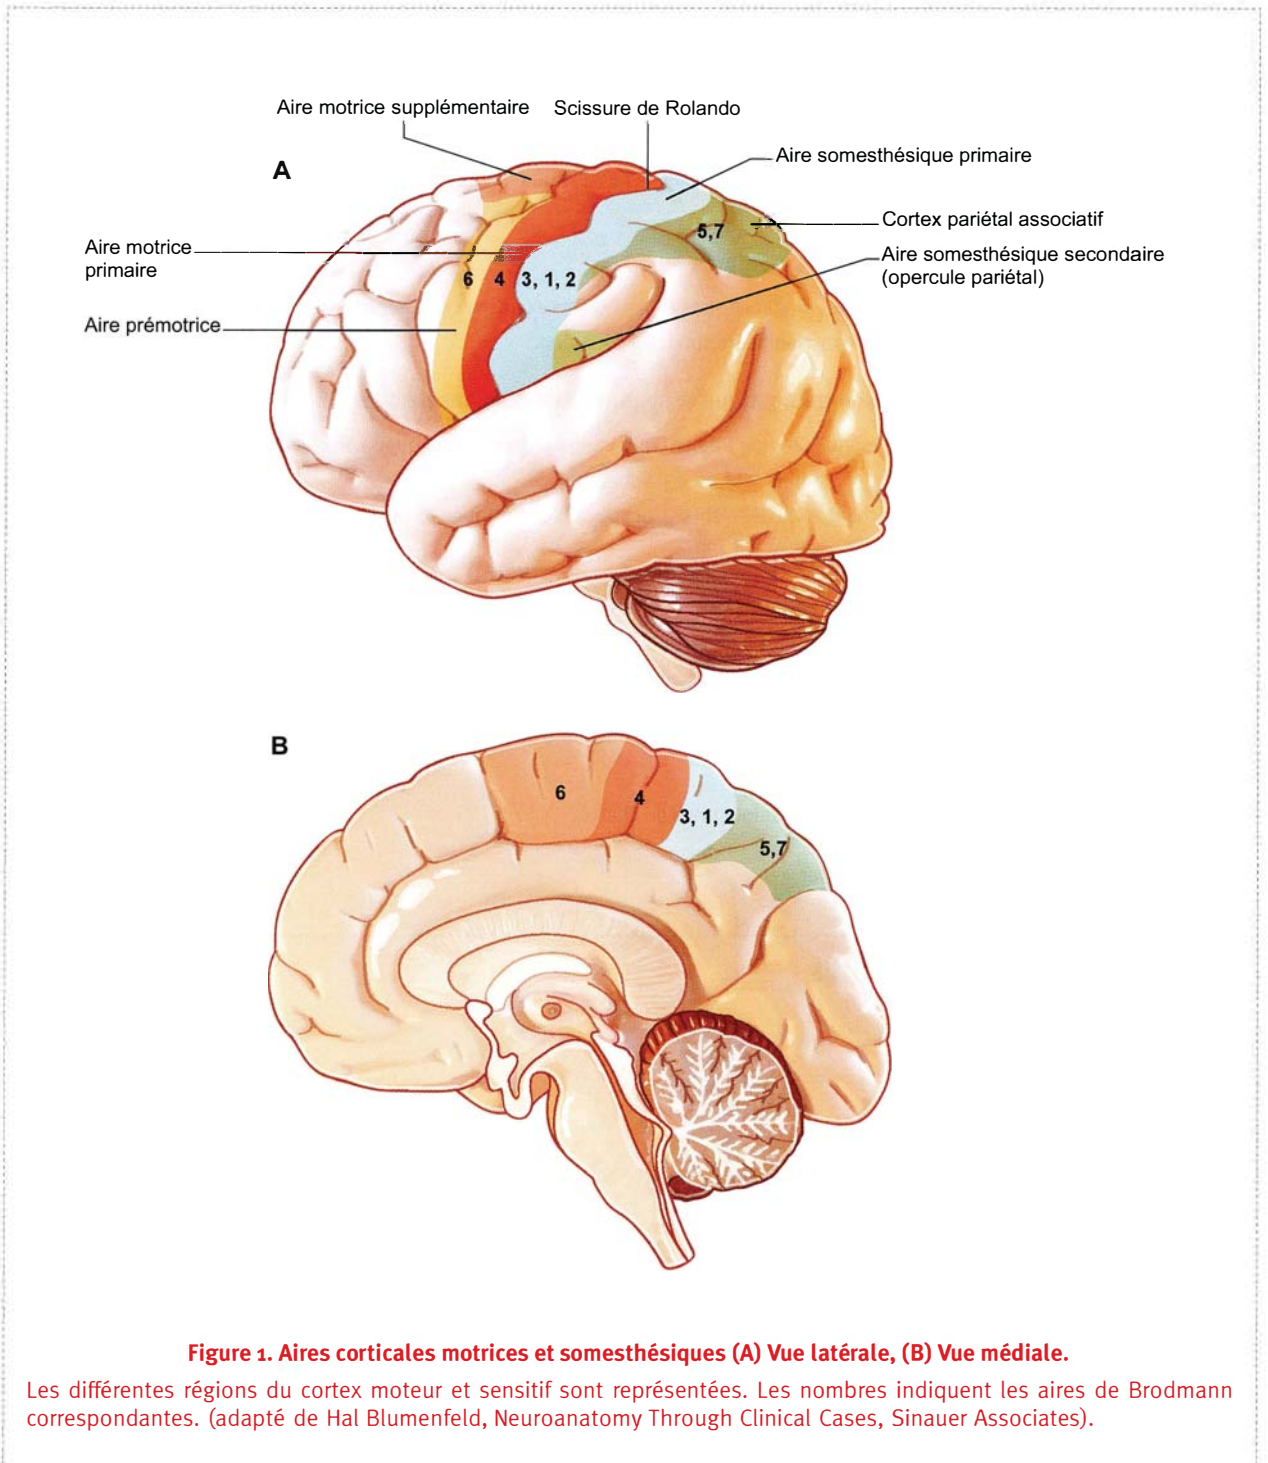 Aire motrice supplémentaire
Scissure de Rolando
A
Aire somesthésique primaire
Cortex pariétal associatif
5,7
Aire motrice
primaire
Aire somesthésique secondaire
(opercule pariétal)
6
4
3, 1, 2
Aire prémotrice
B
6
4
3, 1, 2
5,7
Figure 1. Aires corticales motrices et somesthésiques (A) Vue latérale, (B) Vue médiale.
Les différentes régions du cortex moteur et sensitif sont représentées. Les nombres indiquent les aires de Brodmann
correspondantes. (adapté de Hal Blumenfeld, Neuroanatomy Through Clinical Cases, Sinauer Associates).